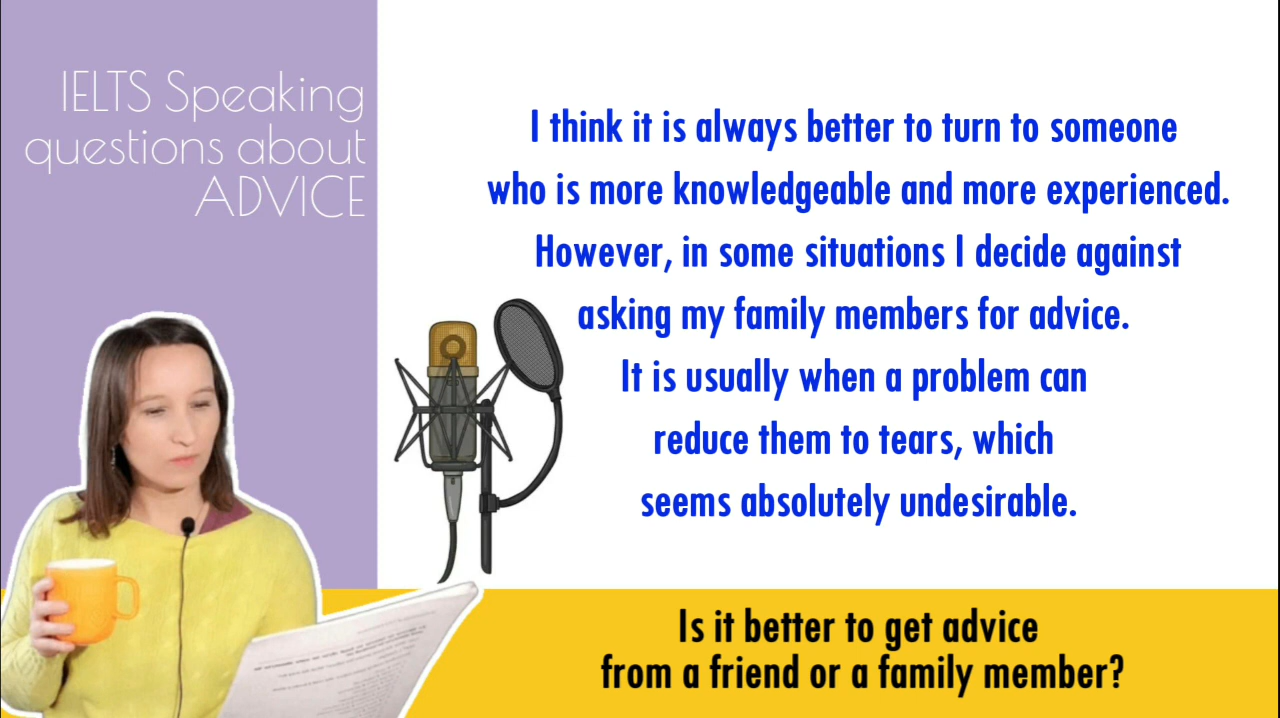 IELTS Speaking
questions about
ADVICE
I think it is always better to turn to someone
who is more knowledgeable and more experienced.
However, in some situations I decide against
asking my family members for advice.
It is usually when a problem can
reduce them to tears, which
seems absolutely undesirable.
Is it better to get advice
from a friend or a family member?